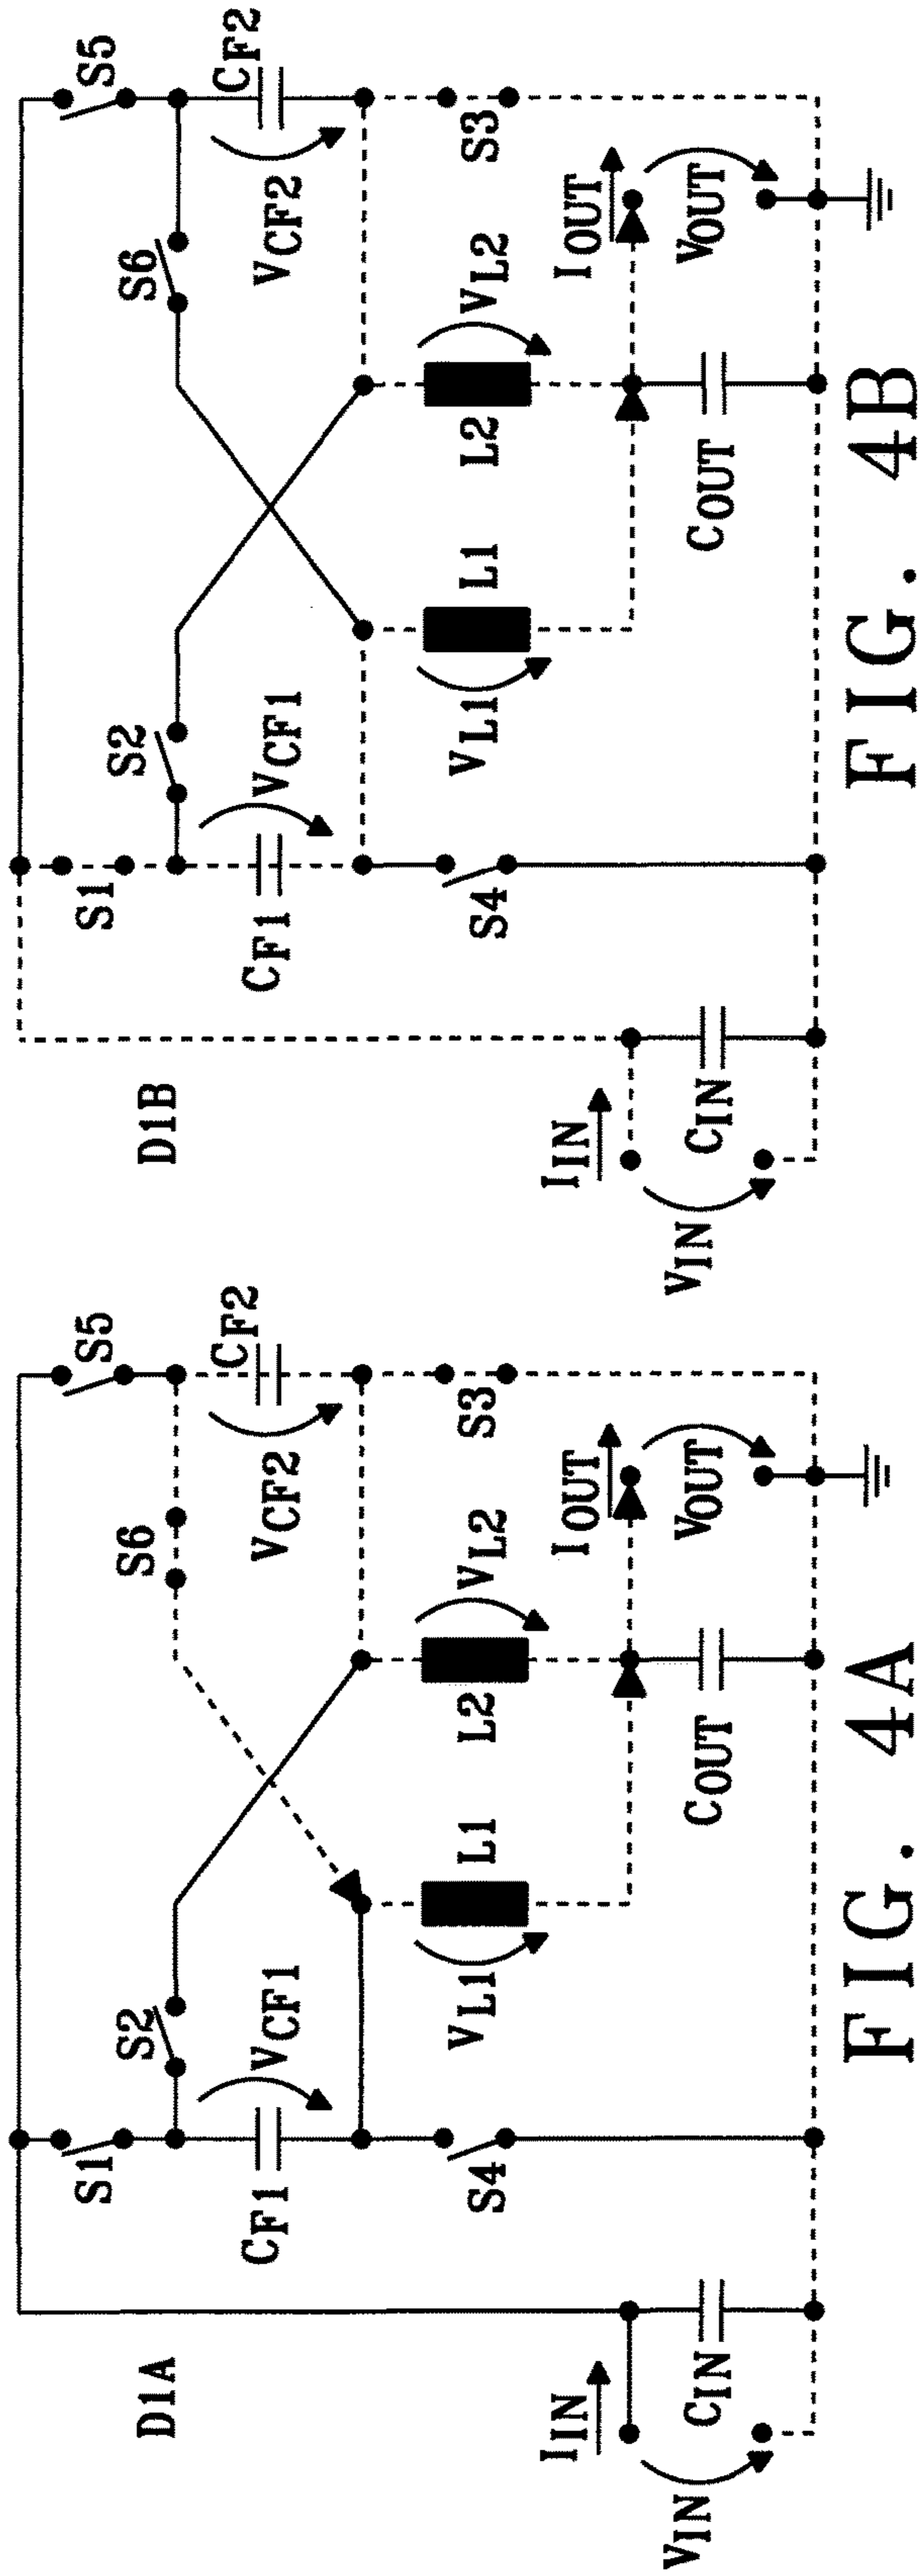 D1A
S1
S2
S6
S5
CF1
VCF1
VCF2
CF2
S4
VL1
L1
L2
VL2
S3
IIN
VIN
CIN
COUT
IOUT
VOUT
FIG. 4A
D1B
S1
S2
S6
S5
CF1
VCF1
VCF2
CF2
S4
VL1
L1
L2
VL2
S3
IIN
VIN
CIN
COUT
IOUT
VOUT
FIG. 4B